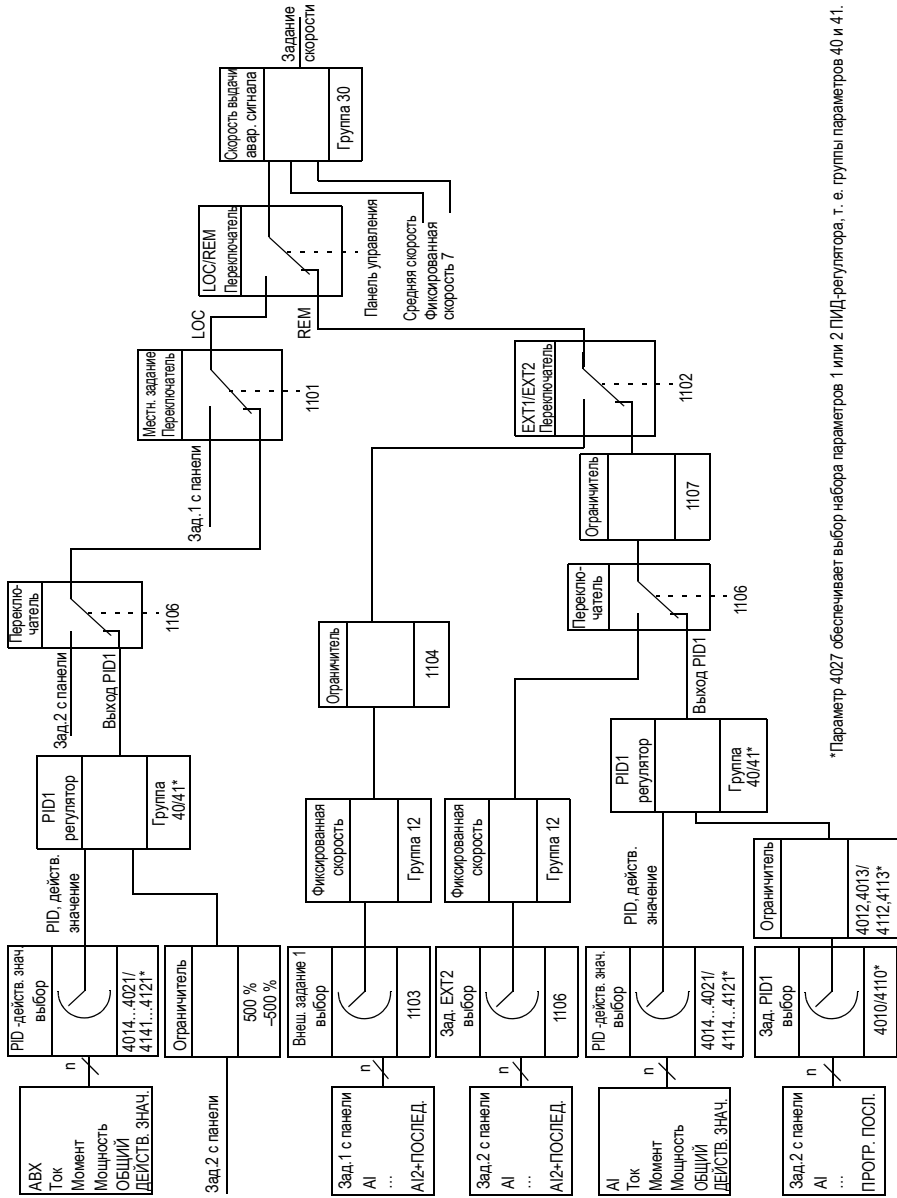 ABX
Ток
Момент
Мощность
ОБЩИЙ
ДЕЙСТВ. ЗНАЧ.
n
PID -действ. знач.
выбор
4014...4021/
4141...4121*
PID, действ.
значение
PID1
регулятор
Группа
40/41*
Зад.2 с панели
Ограничитель
500 %
–500 %
Зад.2 с панели
Выход PID1
Переклю-
чатель
1106
Зад.1 с панели
Местн. задание
Переключатель
1101
LOC
REM
LOC/REM
Переключатель
Панель управления
Средняя скорость
Фиксированная
скорость 7
Скорость выдачи
авар. сигнала
Группа 30
Задание
скорости
Зад.1 с панели
AI
...
AI2+ПОСЛЕД.
n
Внеш. задание 1
выбор
1103
Фиксированная
скорость
Группа 12
Ограничитель
1104
EXT1/EXT2
Переключатель
1102
Зад.2 с панели
AI
...
AI2+ПОСЛЕД.
n
Зад. EXT2
выбор
1106
Фиксированная
скорость
Группа 12
Переклю-
чатель
1106
Ограничитель
1107
AI
Ток
Момент
Мощность
ОБЩИЙ
ДЕЙСТВ. ЗНАЧ.
n
PID -действ. знач.
выбор
4014...4021/
4114...4121*
PID, действ.
значение
PID1
регулятор
Группа
40/41*
Выход PID1
Зад.2 с панели
AI
...
ПРОГР. ПОСЛ.
n
Зад. PID1
выбор
4010/4110*
Ограничитель
4012,4013/
4112,4113*
*Параметр 4027 обеспечивает выбор набора параметров 1 или 2 ПИД-регулятора, т. е. группы параметров 40 и 41.